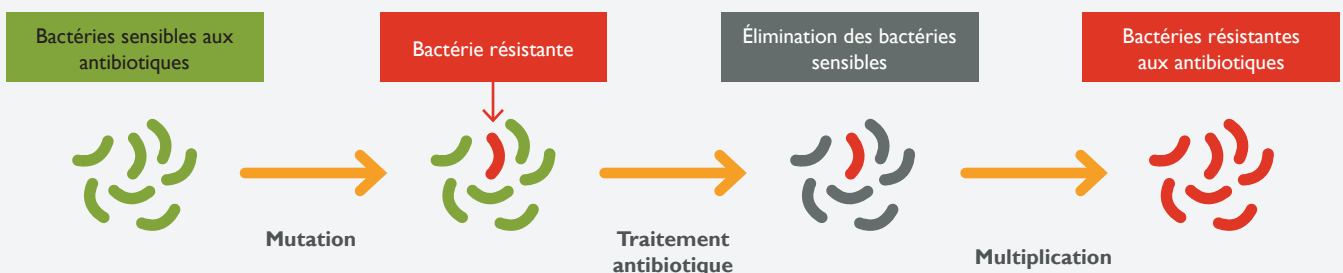 Bactéries sensibles aux
antibiotiques
Bactérie résistante
Élimination des bactéries
sensibles
Bactéries résistantes
aux antibiotiques
Mutation
Traitement
antibiotique
Multiplication